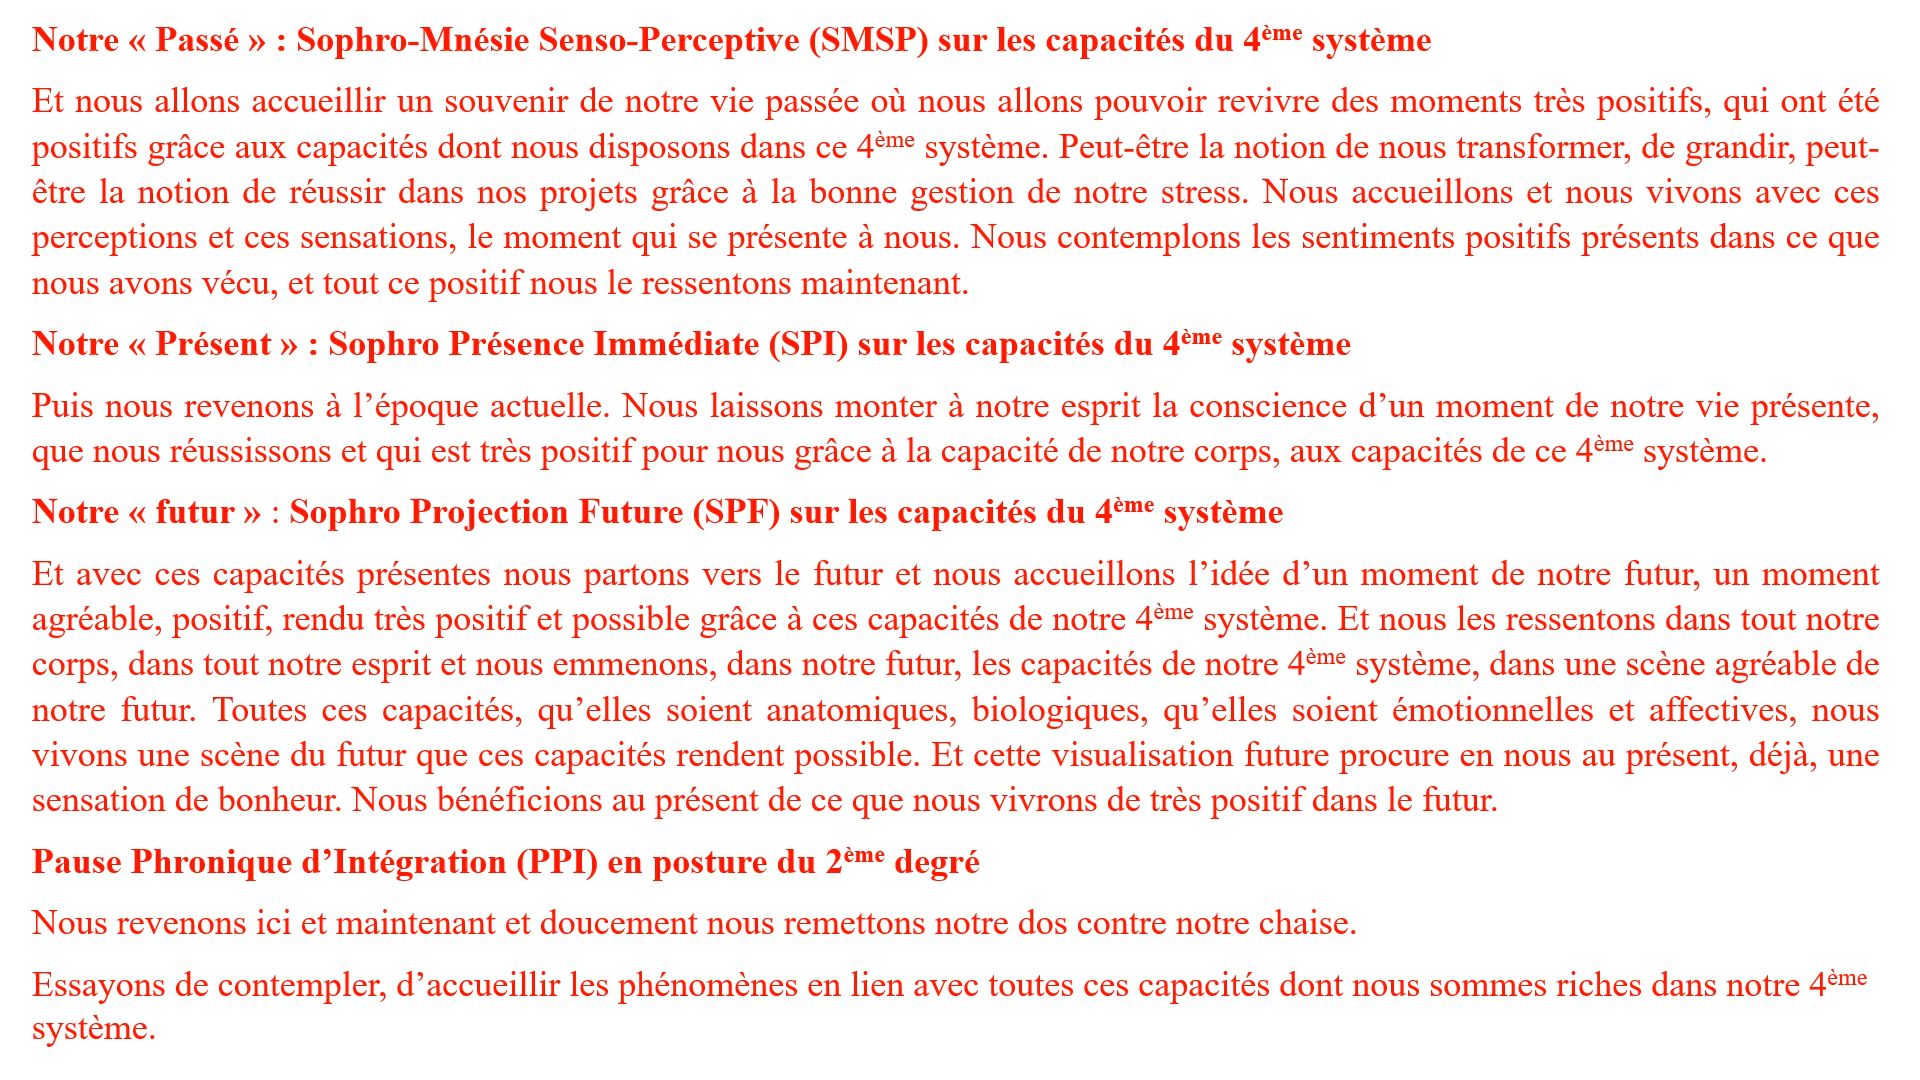 Notre « Passé » : Sophro-Mnésie Senso-Perceptive (SMSP) sur les capacités du 4ème système
Et nous allons accueillir un souvenir de notre vie passée où nous allons pouvoir revivre des moments très positifs, qui ont été
positifs grâce aux capacités dont nous disposons dans ce 4ème système. Peut-être la notion de nous transformer, de grandir, peut-
être la notion de réussir dans nos projets grâce à la bonne gestion de notre stress. Nous accueillons et nous vivons avec ces
perceptions et ces sensations, le moment qui se présente à nous. Nous contemplons les sentiments positifs présents dans ce que
nous avons vécu, et tout ce positif nous le ressentons maintenant.
Notre « Présent » : Sophro Présence Immédiate (SPI) sur les capacités du 4ème système
Puis nous revenons à l’époque actuelle. Nous laissons monter à notre esprit la conscience d’un moment de notre vie présente,
que nous réussissons et qui est très positif pour nous grâce à la capacité de notre corps, aux capacités de ce 4ème système.
Notre « futur » : Sophro Projection Future (SPF) sur les capacités du 4ème système
Et avec ces capacités présentes nous partons vers le futur et nous accueillons l’idée d’un moment de notre futur, un moment
agréable, positif, rendu très positif et possible grâce à ces capacités de notre 4ème système. Et nous les ressentons dans tout notre
corps, dans tout notre esprit et nous emmenons, dans notre futur, les capacités de notre 4ème système, dans une scène agréable de
notre futur. Toutes ces capacités, qu’elles soient anatomiques, biologiques, qu’elles soient émotionnelles et affectives, nous
vivons une scène du futur que ces capacités rendent possible. Et cette visualisation future procure en nous au présent, déjà, une
sensation de bonheur. Nous bénéficions au présent de ce que nous vivrons de très positif dans le futur.
Pause Phronique d’Intégration (PPI) en posture du 2ème degré
Nous revenons ici et maintenant et doucement nous remettons notre dos contre notre chaise.
Essayons de contempler, d’accueillir les phénomènes en lien avec toutes ces capacités dont nous sommes riches dans notre 4ème
système.